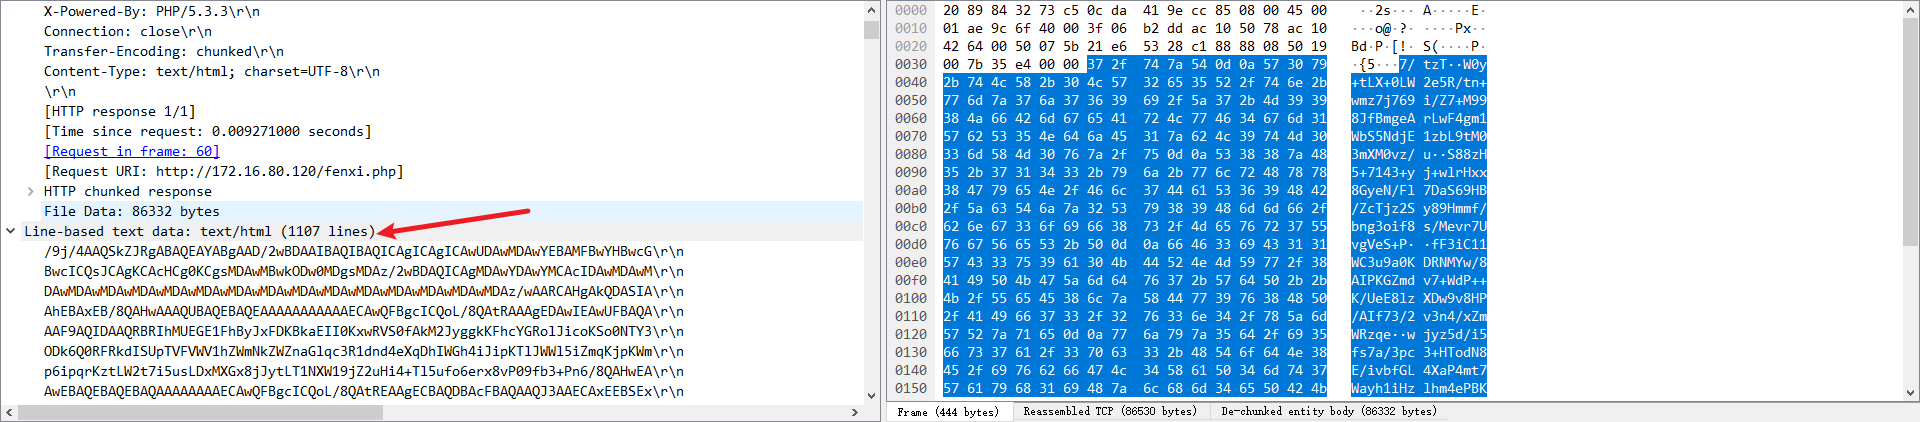 X-Powered-By: PHP/5.3.3\r\n
Connection: close\r\n
Transfer-Encoding: chunked\r\n
Content-Type: text/html; charset=UTF-8\r\n
\r\n
[HTTP response 1/1]
[Time since request: 0.009271000 seconds]
[Request in frame: 60]
[Request URI: http://172.16.80.120/fenxi.php]
HTTP chunked response
File Data: 86332 bytes
Line-based text data: text/html (1107 lines)
/9j/4AAQSkZJRgABAQEAYABgAAD/2wBDAAIBAQIBAQICAgICAgICAwUDAwMDAwYEBAMFBwYHBwcG\r\n
BwcICQsJCAgKCAcHCg0KCgsMDAwMBwkODw0MDgsMDAz/2wBDAQICAgMDAwYDAwYMCAcIDAwMDAwM\r\n
DAwMDAwMDAwMDAwMDAwMDAwMDAwMDAwMDAwMDAwMDAwMDAwMDAwMDAwMDAz/wAARCAHgAkQDASIA\r\n
AhEBAxEB/8QAHwAAAQUBAQEBAQEAAAAAAAAAAAECAwQFBgcICQoL/8QAtRAAAgEDAwIEAwUFBAQA\r\n
AAF9AQIDAAQRBRIhMUEGE1FhByJxFDKBkaEII0KxwRVS0fAkM2JyggkKFhcYGRolJicoKSo0NTY3\r\n
ODk6Q0RFRkdISUpTVFVWV1hZWmNkZWZnaGlqc3R1dnd4eXqDhIWGh4iJipKTlJWWl5iZmqKjpKWm\r\n
p6ipqrKztLW2t7i5usLDxMXGx8jJytLT1NXW19jZ2uHi4+Tl5ufo6erx8vP09fb3+Pn6/8QAHwEA\r\n
AwEBAQEBAQEBAQAAAAAAAAECAwQFBgcICQoL/8QAtREAAgECBAQDBAcFBAQAAQJ3AAECAxEEBSEx\r\n
0000 20 89 84 32 73 c5 0c da 41 9e cc 85 08 00 45 00 ··2s··· A·····E·
0010 01 ae 9c 6f 40 00 3f 06 b2 dd ac 10 50 78 ac 10 ···o@·?· ····Px··
0020 42 64 00 50 07 5b 21 e6 53 28 c1 88 88 08 50 19 Bd·P·[!· S(····P·
0030 00 7b 35 e4 00 00 37 2f 74 7a 54 0d 0a 57 30 79 ·{5···7/ tzT··W0y
0040 2b 74 4c 58 2b 30 4c 57 32 65 35 52 2f 74 6e 2b +tLX+0LW 2e5R/tn+
0050 77 6d 7a 37 6a 37 36 39 69 2f 5a 37 2b 4d 39 39 wmz7j769 i/Z7+M99
0060 38 4a 66 42 6d 67 65 41 72 4c 77 46 34 67 6d 31 8JfBmgeA rLwF4gm1
0070 57 62 53 35 4e 64 6a 45 31 7a 62 4c 39 74 4d 30 WbS5NdjE 1zbL9tM0
0080 33 6d 58 4d 30 76 7a 2f 75 0d 0a 53 38 38 7a 48 3mXM0vz/ u··S88zH
0090 35 2b 37 31 34 33 2b 79 6a 2b 77 6c 72 48 78 78 5+7143+y j+wlrHxx
00a0 38 47 79 65 4e 2f 46 6c 37 44 61 53 36 39 48 42 8GyeN/Fl 7DaS69HB
00b0 2f 5a 63 54 6a 7a 32 53 79 38 39 48 6d 6d 66 2f /ZcTjz2S y89Hmmf/
00c0 62 6e 67 33 6f 69 66 38 73 2f 4d 65 76 72 37 55 bng3oif8 s/Mevr7U
00d0 76 67 56 65 53 2b 50 0d 0a 66 46 33 69 43 31 31 vgVeS+P· ·fF3iC11
00e0 57 43 33 75 39 61 30 4b 44 52 4e 4d 59 77 2f 38 WC3u9a0K DRNMYw/8
00f0 41 49 50 4b 47 5a 6d 64 76 37 2b 57 64 50 2b 2b AIPKGZmd v7+WdP++
0100 4b 2f 55 65 45 38 6c 7a 58 44 77 39 76 38 48 50 K/UeE8lz XDw9v8HP
0110 2f 41 49 66 37 33 2f 32 76 33 6e 34 2f 78 5a 6d /AIf73/2 v3n4/xZm
0120 57 52 7a 71 65 0d 0a 77 6a 79 7a 35 64 2f 69 35 WRzqe··w jyz5d/i5
0130 66 73 37 61 2f 33 70 63 33 2b 48 54 6f 64 4e 38 fs7a/3pc 3+HTodN8
0140 45 2f 69 76 62 66 47 4c 34 58 61 50 34 6d 74 37 E/ivbfGL 4XaP4mt7
0150 57 61 79 68 31 69 48 7a 6c 68 6d 34 65 50 42 4b Wayh1iHz lhm4ePBK
Frame (444 bytes)
Reassembled TCP (86530 bytes)
De-chunked entity body (86332 bytes)